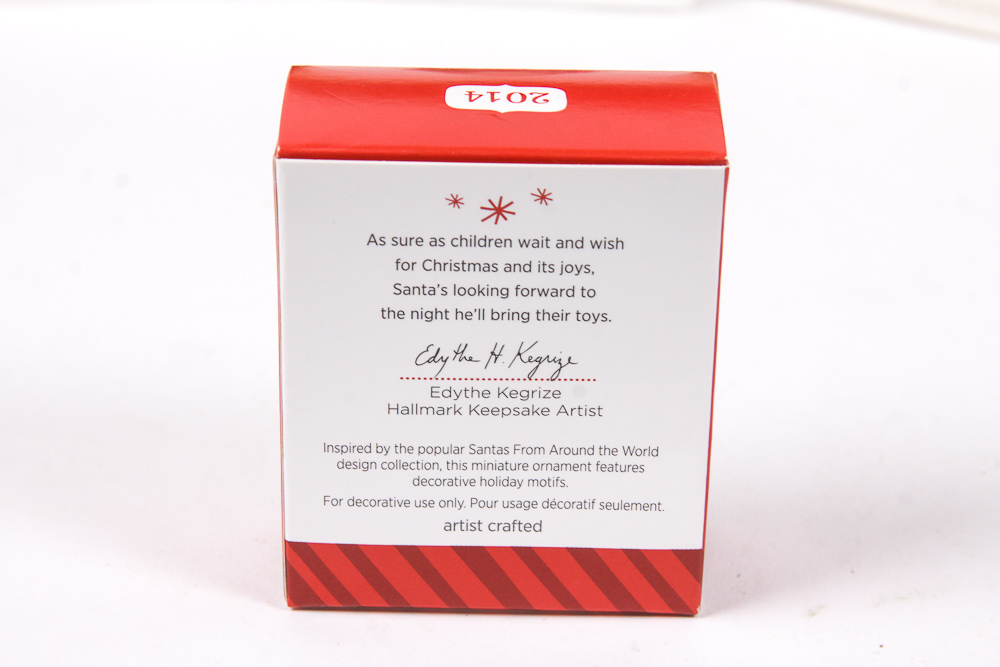 2014
As sure as children wait and wish
for Christmas and its joys,
Santa's looking forward to
the night he'll bring their toys.
Edythe H. Kegrize
Edythe Kegrize
Hallmark Keepsake Artist
Inspired by the popular Santas From Around the World
design collection, this miniature ornament features
decorative holiday motifs.
For decorative use only. Pour usage décoratif seulement.
artist crafted